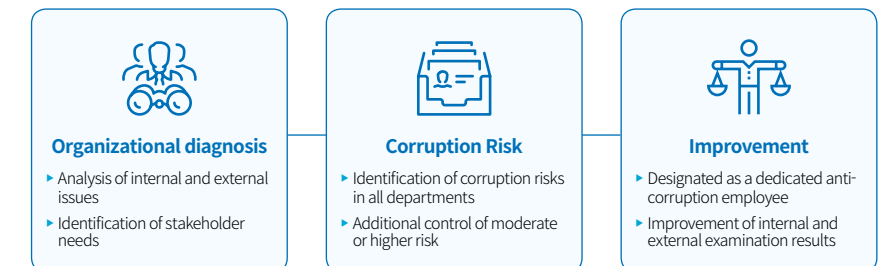 Organizational diagnosis
▸ Analysis of internal and external
issues
▸ Identification of stakeholder
needs
Corruption Risk
▸ Identification of corruption risks
in all departments
▸ Additional control of moderate
or higher risk
Improvement
▸ Designated as a dedicated anti-
corruption employee
▸ Improvement of internal and
external examination results